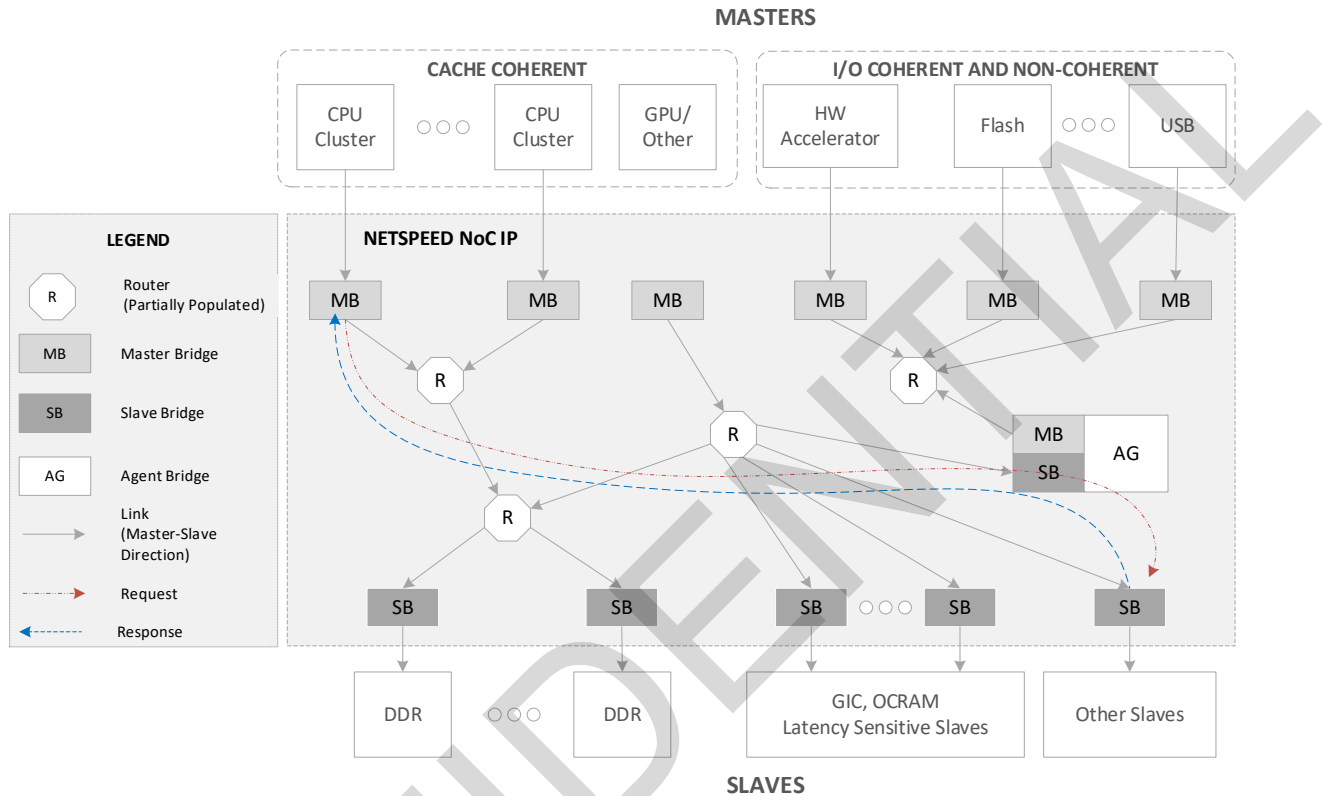 MASTERS
CACHE COHERENT
I/O COHERENT AND NON-COHERENT
CPU
Cluster
CPU
Cluster
GPU/
Other
HW
Accelerator
Flash
USB
LEGEND
R
Router
(Partially Populated)
MB
Master Bridge
SB
Slave Bridge
AG
Agent Bridge
Link
(Master-Slave
Direction)
Request
Response
NETSPEED NoC IP
MB
MB
MB
MB
MB
MB
R
R
R
MB
SB
AG
R
SB
SB
SB
SB
SB
DDR
DDR
GIC, OCRAM
Latency Sensitive Slaves
Other Slaves
SLAVES
IDENTIAL